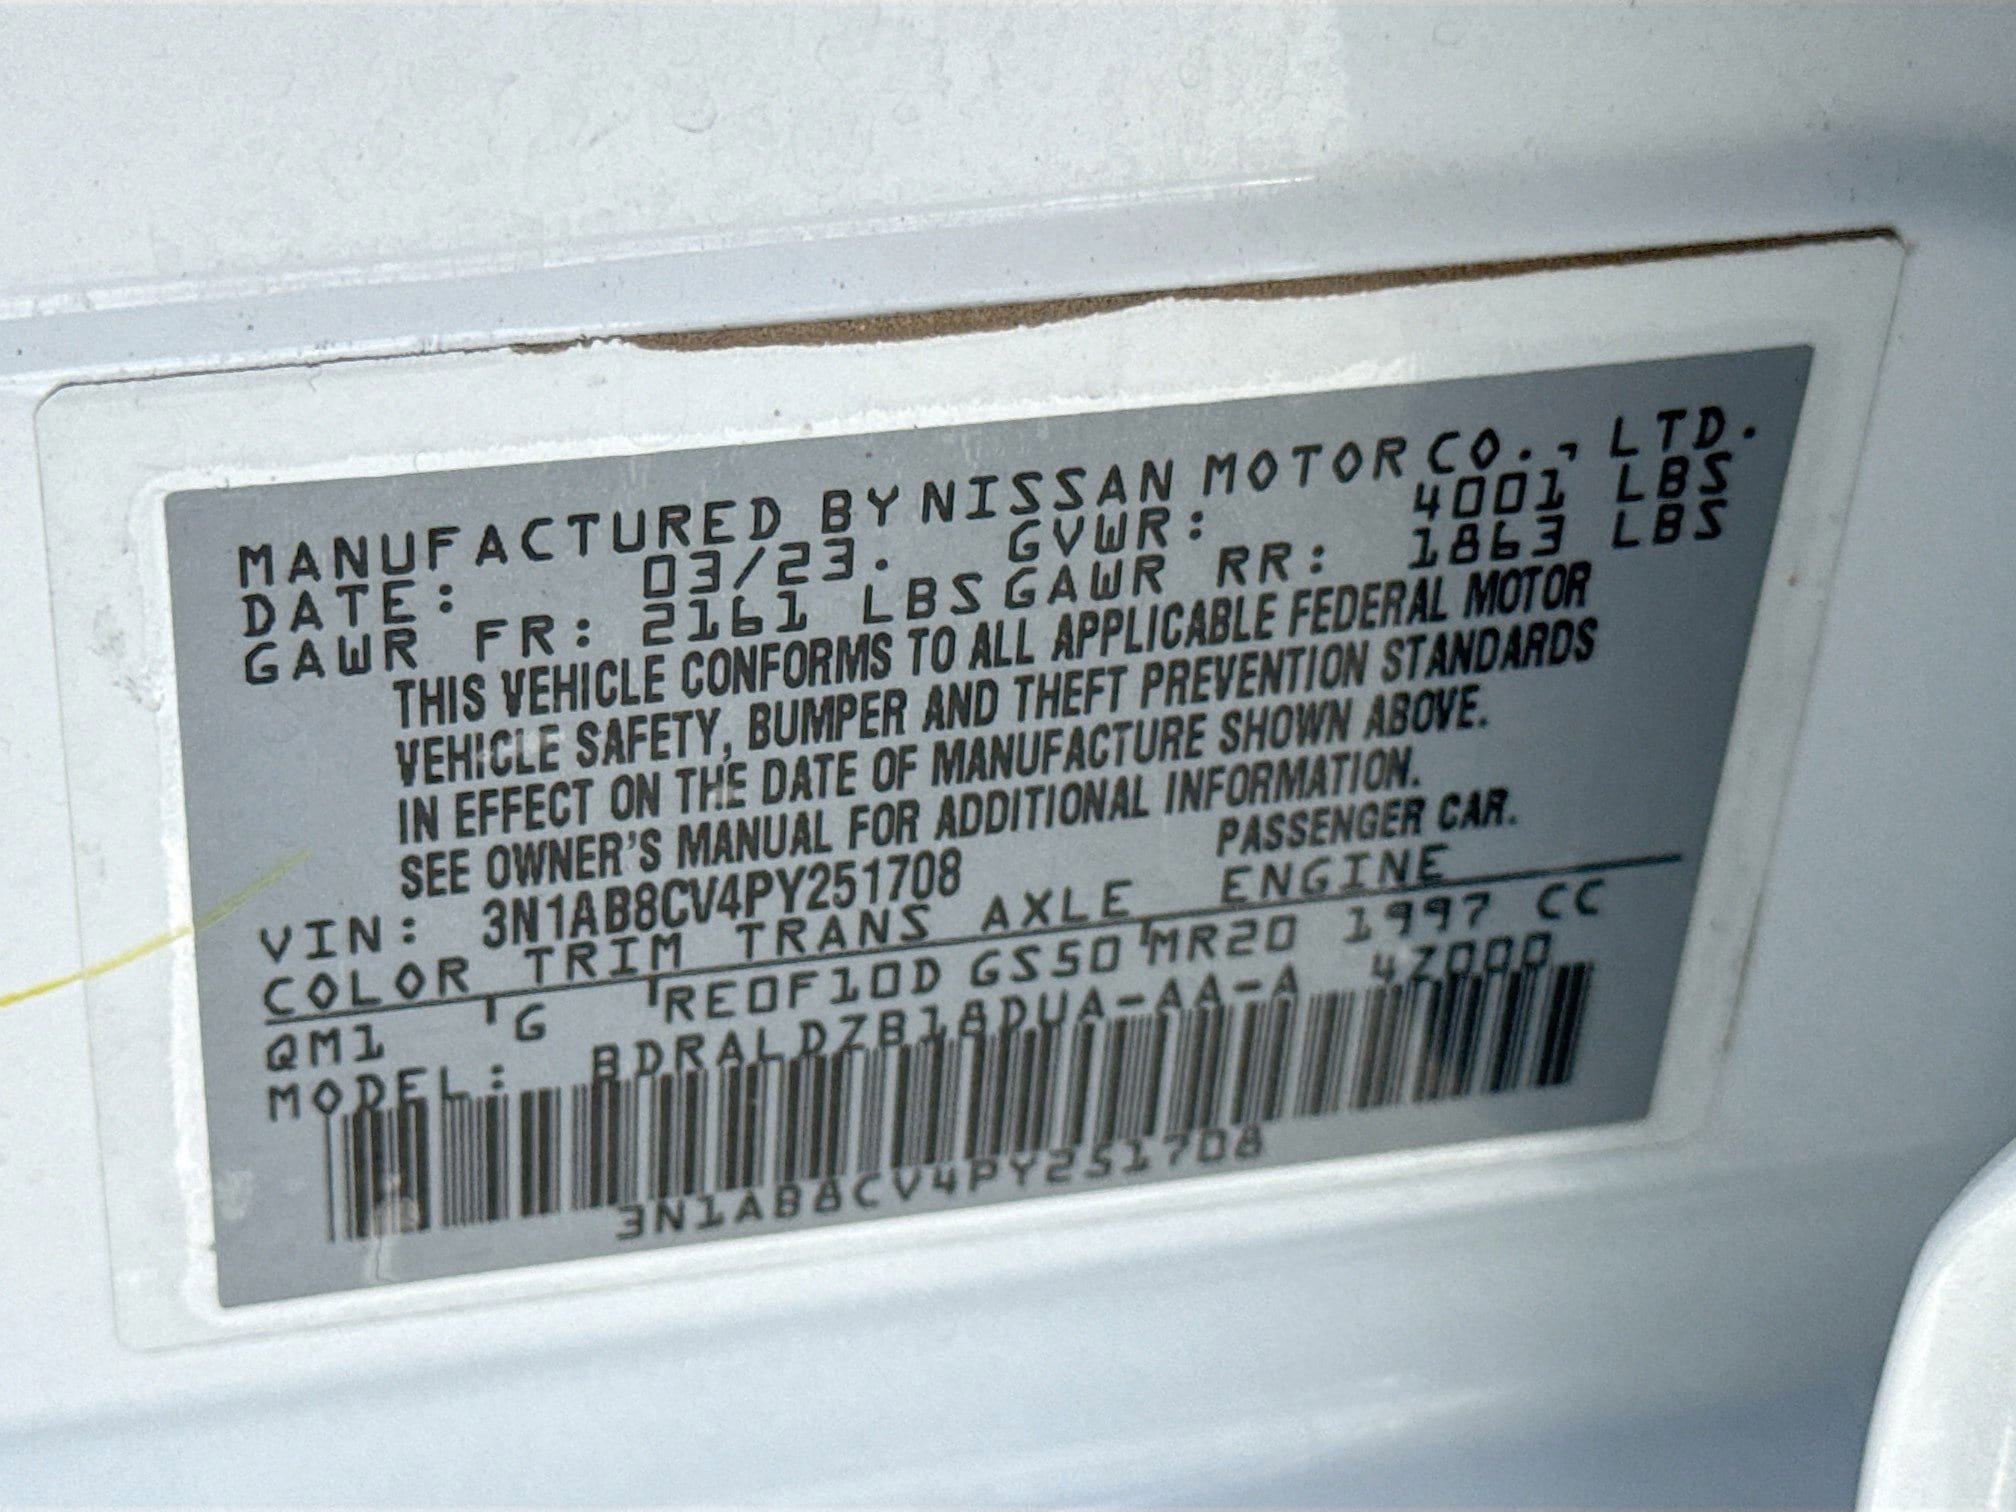 MANUFACTURED BY NISSAN MOTOR CO., LTD.
DATE: 03/23. GVWR: 4001 LBS
GAWR FR: 2161 LBS GAWR RR: 1863 LBS
THIS VEHICLE CONFORMS TO ALL APPLICABLE FEDERAL MOTOR
VEHICLE SAFETY, BUMPER AND THEFT PREVENTION STANDARDS
IN EFFECT ON THE DATE OF MANUFACTURE SHOWN ABOVE.
SEE OWNER'S MANUAL FOR ADDITIONAL INFORMATION.
VIN: 3N1AB8CV4PY251708 PASSENGER CAR.
COLOR TRIM TRANS AXLE ENGINE
QM1 G RE0F10D GS50 MR20 1997 CC
MODEL: BDRALDZB18DUA-AA-A 4Z000
3N1AB8CV4PY251708